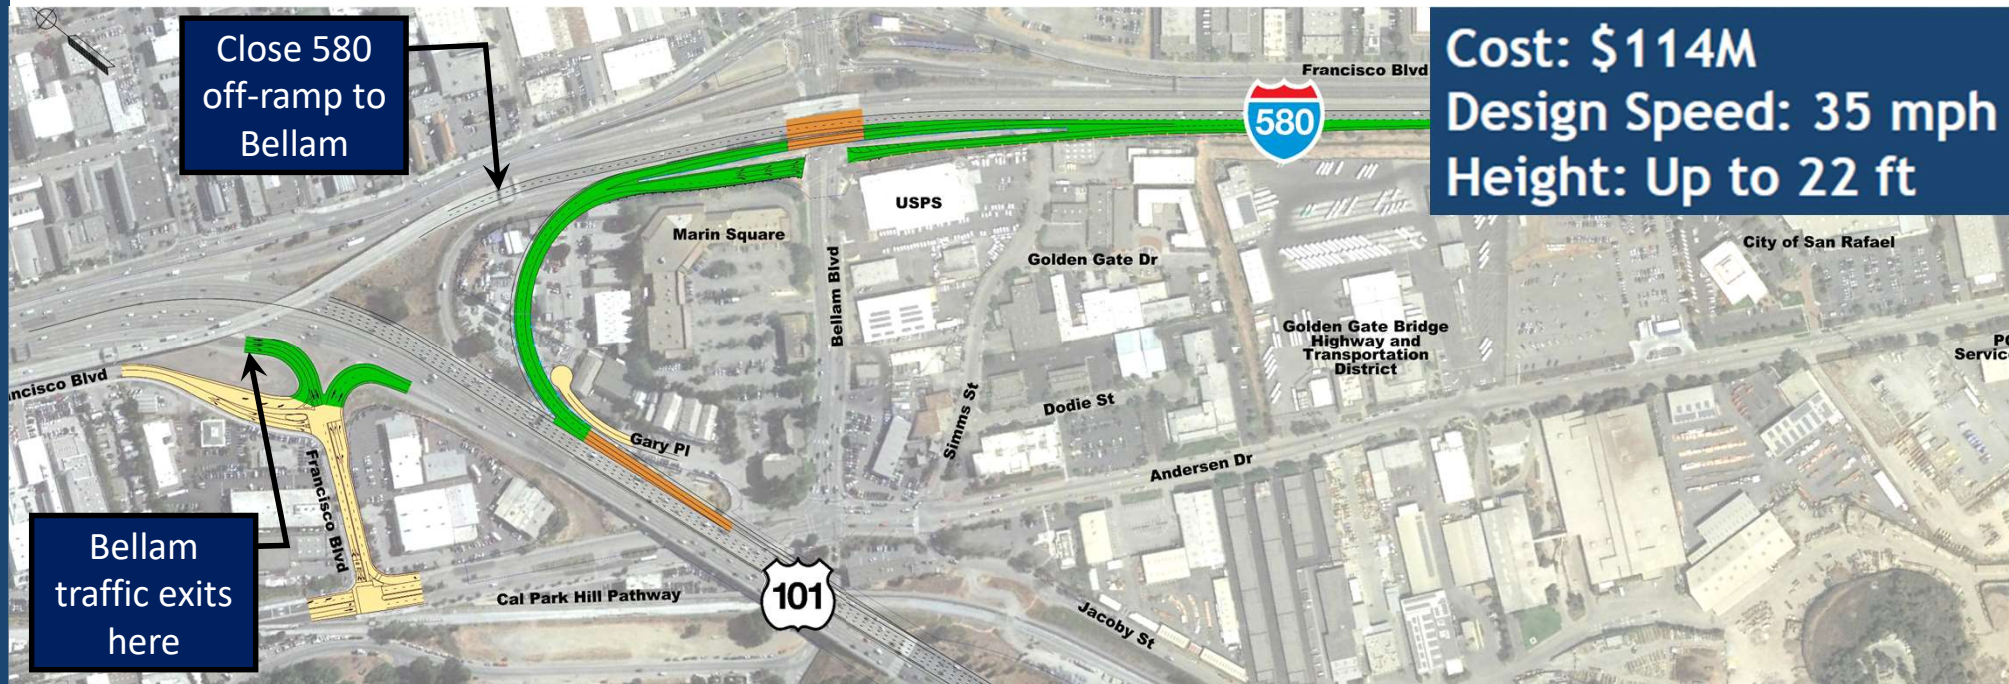 Close 580
off-ramp to
Bellam
Cost: $114M
Design Speed: 35 mph
Height: Up to 22 ft
Francisco Blvd
580
USPS
Marin Square
City of San Rafael
Golden Gate Dr
Bellam Blvd
Golden Gate Bridge
Highway and
Transportation
District
Service
ncisco Blvd
Simms St
Dodie St
Gary Pl
Andersen Dr
Francisco Blvd
Bellam
traffic exits
here
Cal Park Hill Pathway
101
Jacoby St